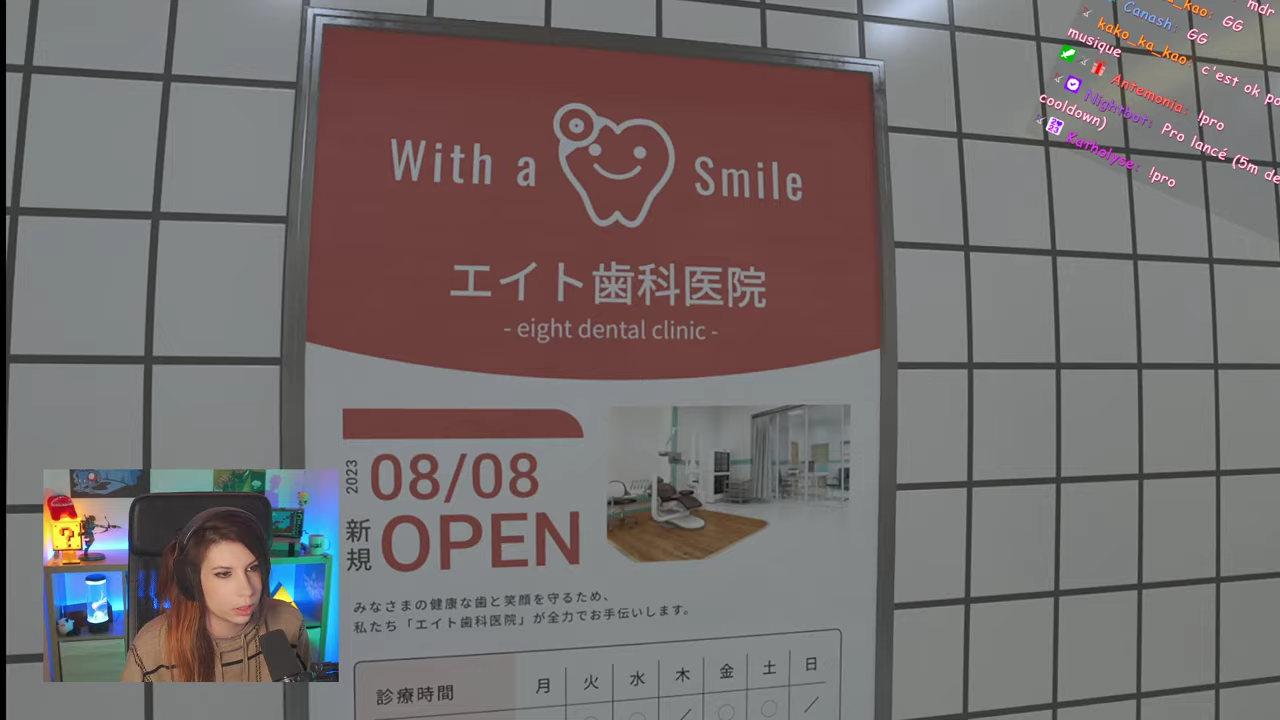 With a Smile
エイト歯科医院
- eight dental clinic -
2023
08/08
新規
OPEN
みなさまの健康な歯と笑顔を守るため、
私たち「エイト歯科医院」が全力でお手伝いします。
診療時間 月 火 水 木 金 土 日
○ ○ ／ ○ ○ ／
mdr
GG
Canash: GG
kako_ka_kao: c'est ok
musique
Antemonia: !pro
Nightbot: Pro lancé (5m de
cooldown)
Karholyse: !pro